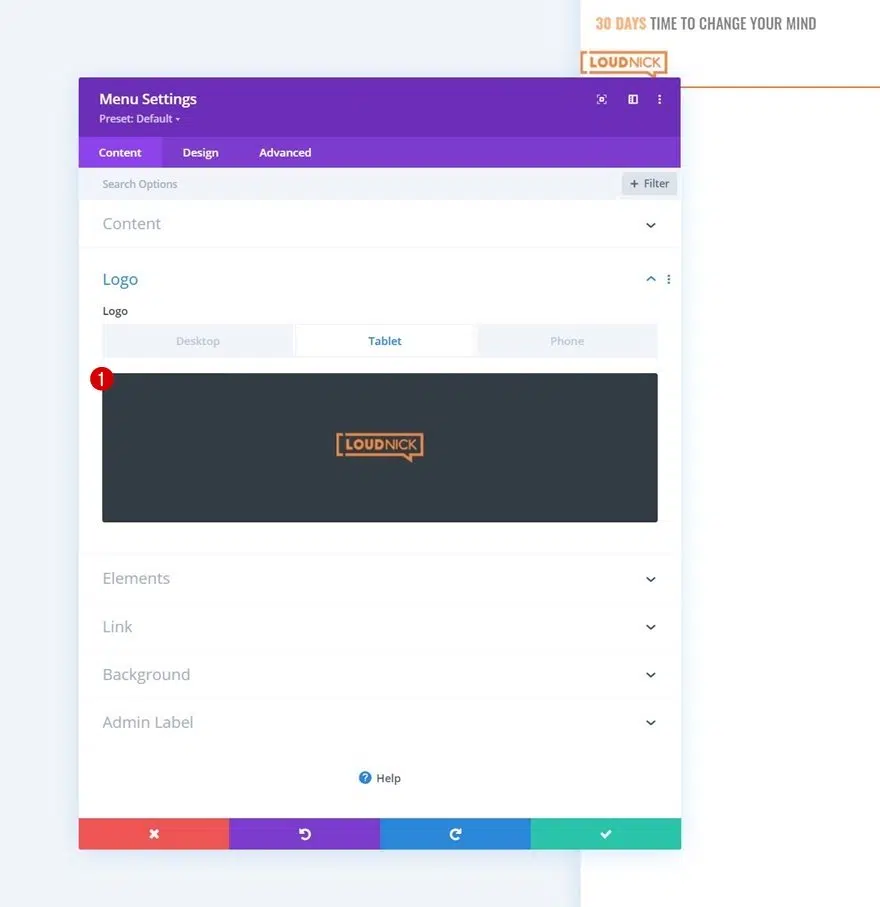 30 DAYS TIME TO CHANGE YOUR MIND
LOUDNICK
Menu Settings
Preset: Default
Content Design Advanced
Search Options + Filter
Content
Logo
Logo
Desktop Tablet Phone
1
LOUDNICK
Elements
Link
Background
Admin Label
? Help